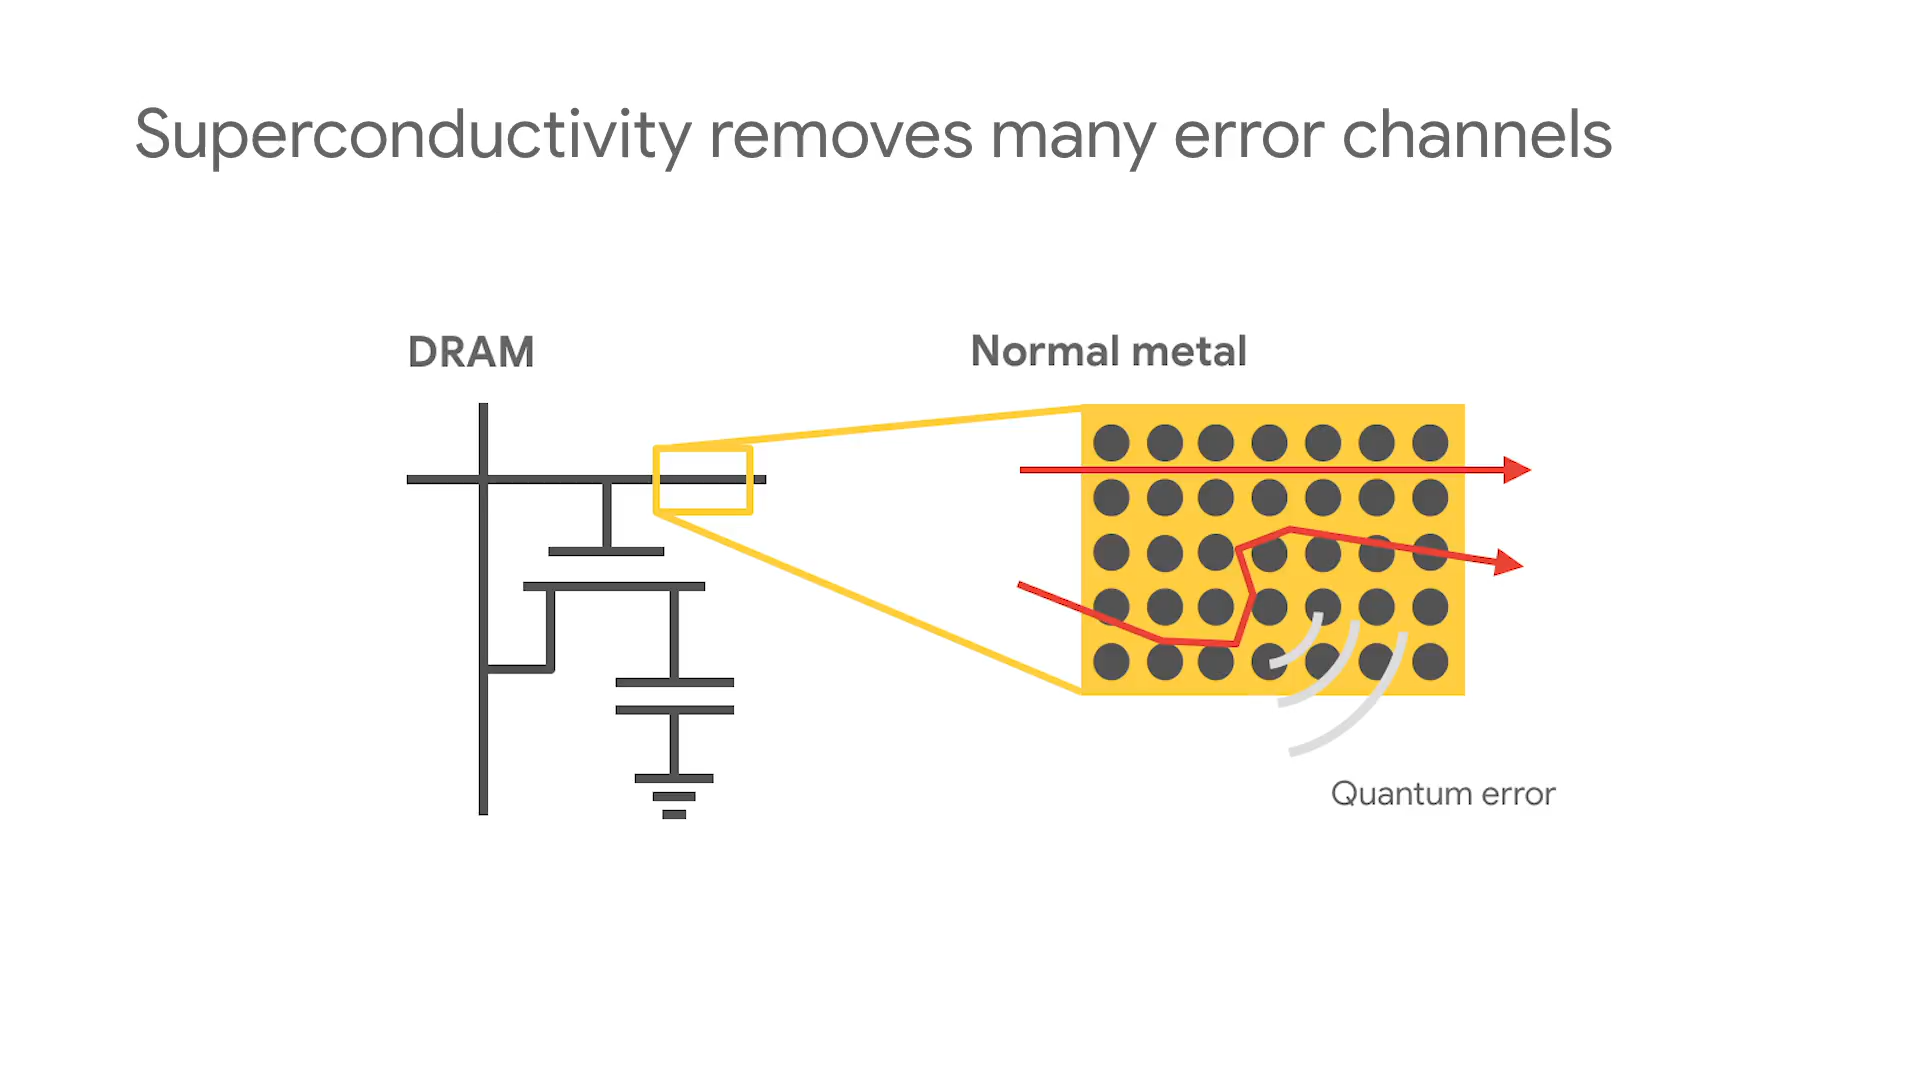 Superconductivity removes many error channels
DRAM
Normal metal
Quantum error